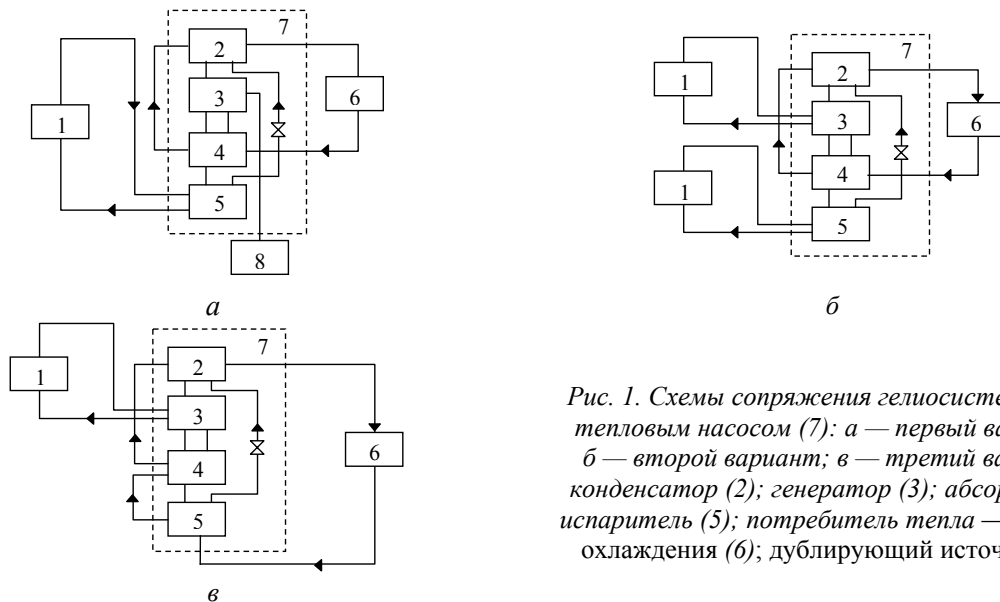 7
2
3
6
1
4
5
8
а
7
2
1
3
6
4
1
5
б
7
2
1
3
6
4
5
в
Рис. 1. Схемы сопряжения гелиосисте
тепловым насосом (7): а — первый ва
б — второй вариант; в — третий ва
конденсатор (2); генератор (3); абсор
испаритель (5); потребитель тепла —
охлаждения (6); дублирующий источ